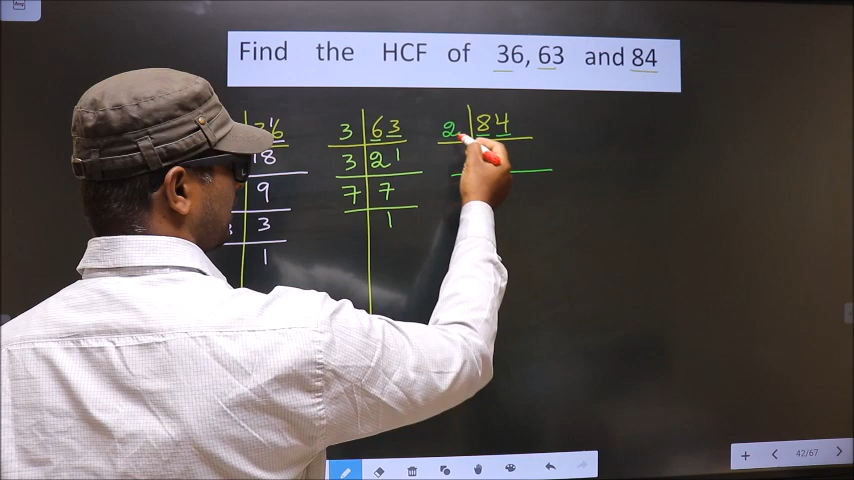 Find the HCF of 36, 63 and 84
6 3 63 2 84
18 3 21
9 7 7
3 1
1
42/67